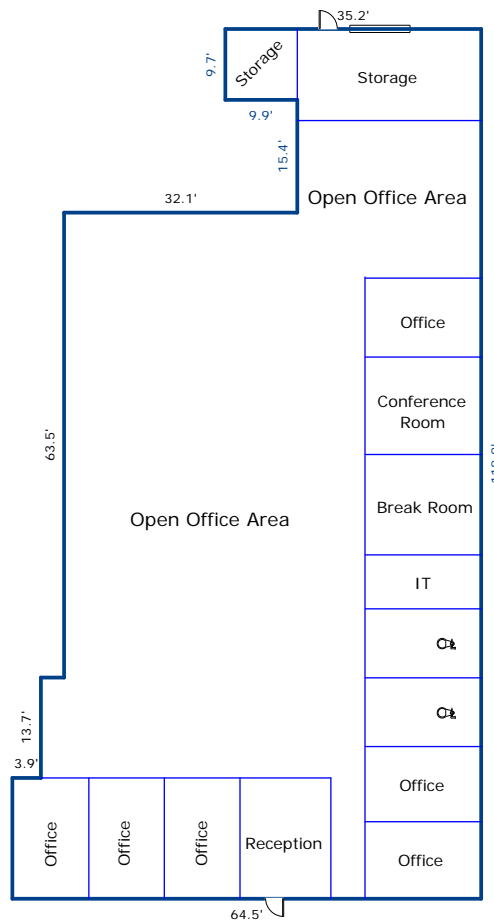 35.2'
9.7'
Storage
Storage
9.9'
15.4'
32.1'
Open Office Area
Office
Conference
Room
63.5'
Break Room
Open Office Area
IT
13.7'
3.9'
Office
Office
Office
Office
Reception
Office
64.5'